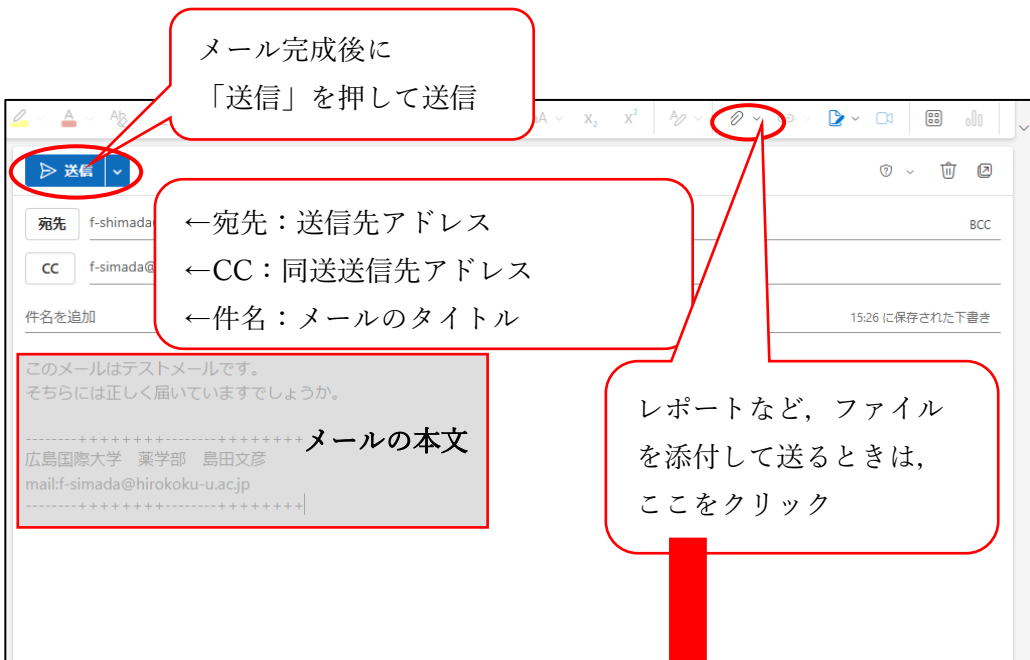 メール完成後に
「送信」を押して送信
送信
宛先 f-shimada
BCC
CC f-simada@
件名を追加
15:26 に保存された下書き
←宛先：送信先アドレス
←CC：同送送信先アドレス
←件名：メールのタイトル
このメールはテストメールです。
そちらには正しく届いていますでしょうか。
--------++++++++--------++++++++
広島国際大学　薬学部　島田文彦
mail:f-simada@hirokoku-u.ac.jp
--------++++++++--------++++++++
メールの本文
レポートなど，ファイル
を添付して送るときは，
ここをクリック